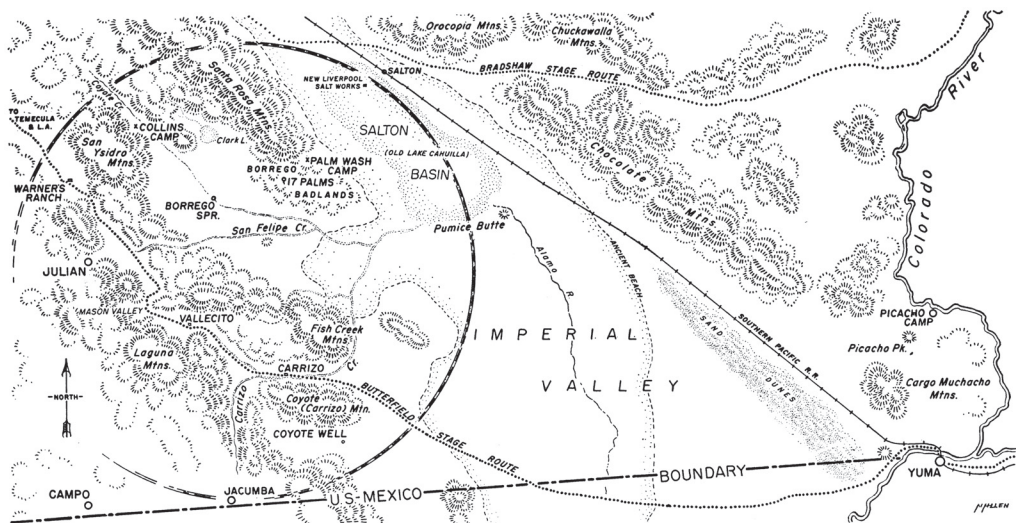 Orocopia Mtns.
Chuckawalla
Mtns.
River
SALTON
BRADSHAW STAGE ROUTE
NEW LIVERPOOL
SALT WORKS
Santa Rosa Mtns.
Coyote Cr.
TO
TEMECULA
& L.A.
COLLINS
CAMP
Clark L.
SALTON
(OLD LAKE CAHUILLA)
BASIN
San
Ysidro
Mtns.
PALM WASH
CAMP
BORREGO
17 PALMS
BADLANDS
Chocolate
Mtns.
WARNER'S
RANCH
BORREGO
SPR.
Colorado
San Felipe Cr.
Pumice Butte
Alamo R.
ANCIENT BEACH
JULIAN
MASON VALLEY
VALLECITO
Fish Creek
Mtns.
IMPERIAL
VALLEY
SAND
DUNES
SOUTHERN PACIFIC R.R.
PICACHO
CAMP
Picacho Pk.
Laguna
Mtns.
CARRIZO
Carrizo
Cr
Cargo Muchacho
Mtns.
NORTH
Coyote
(Carrizo) Mtn.
BUTTERFIELD
STAGE
ROUTE
COYOTE WELL
YUMA
CAMPO
JACUMBA
U.S-MEXICO
BOUNDARY